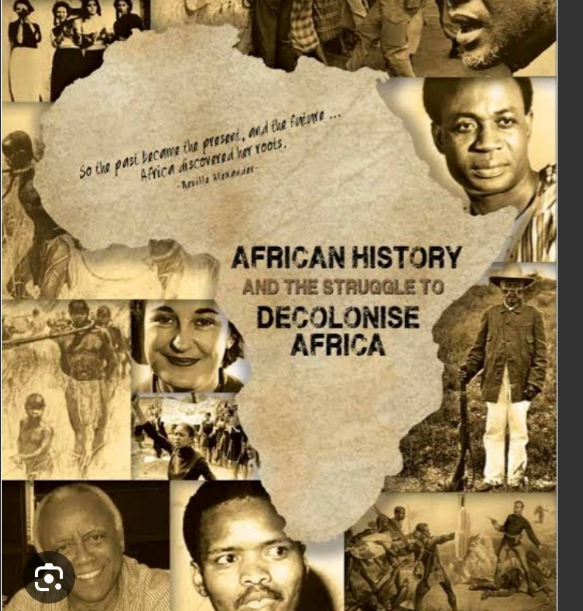 So the past became the present, and the future ...
Africa discovered her roots.
-Neville Alexander-
AFRICAN HISTORY
AND THE STRUGGLE TO
DECOLONISE
AFRICA